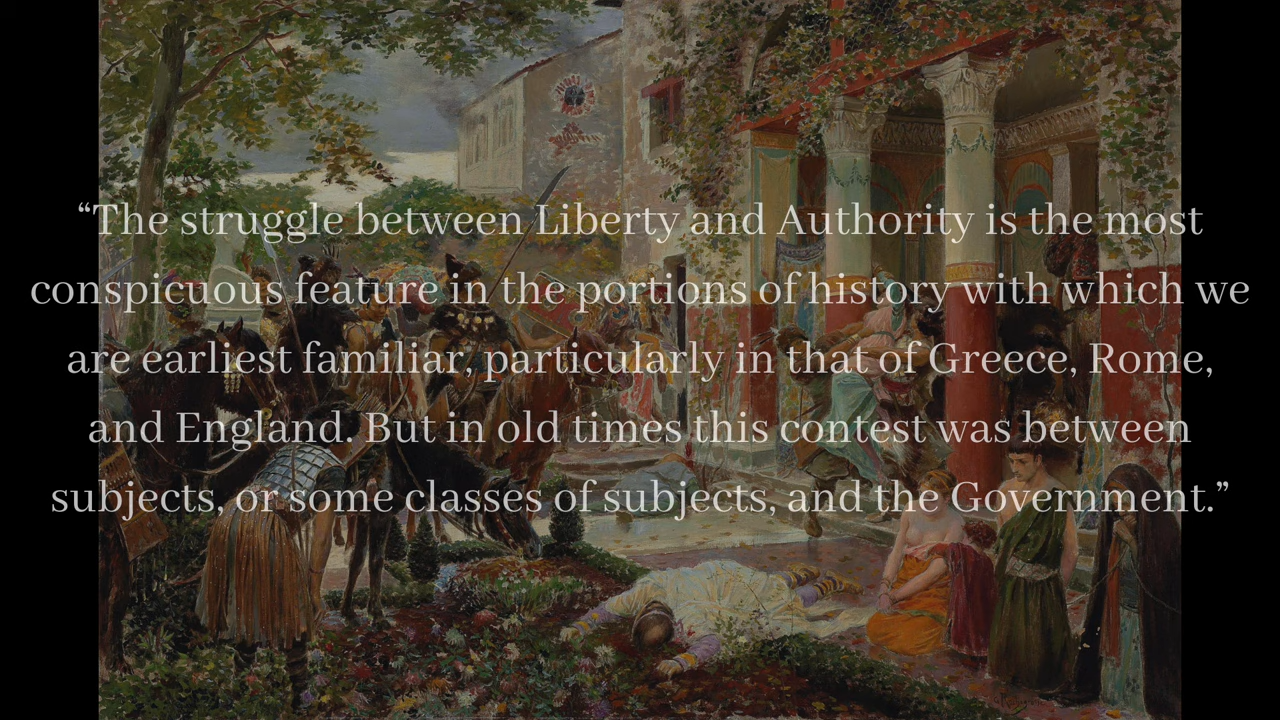 “The struggle between Liberty and Authority is the most
conspicuous feature in the portions of history with which we
are earliest familiar, particularly in that of Greece, Rome,
and England. But in old times this contest was between
subjects, or some classes of subjects, and the Government.”